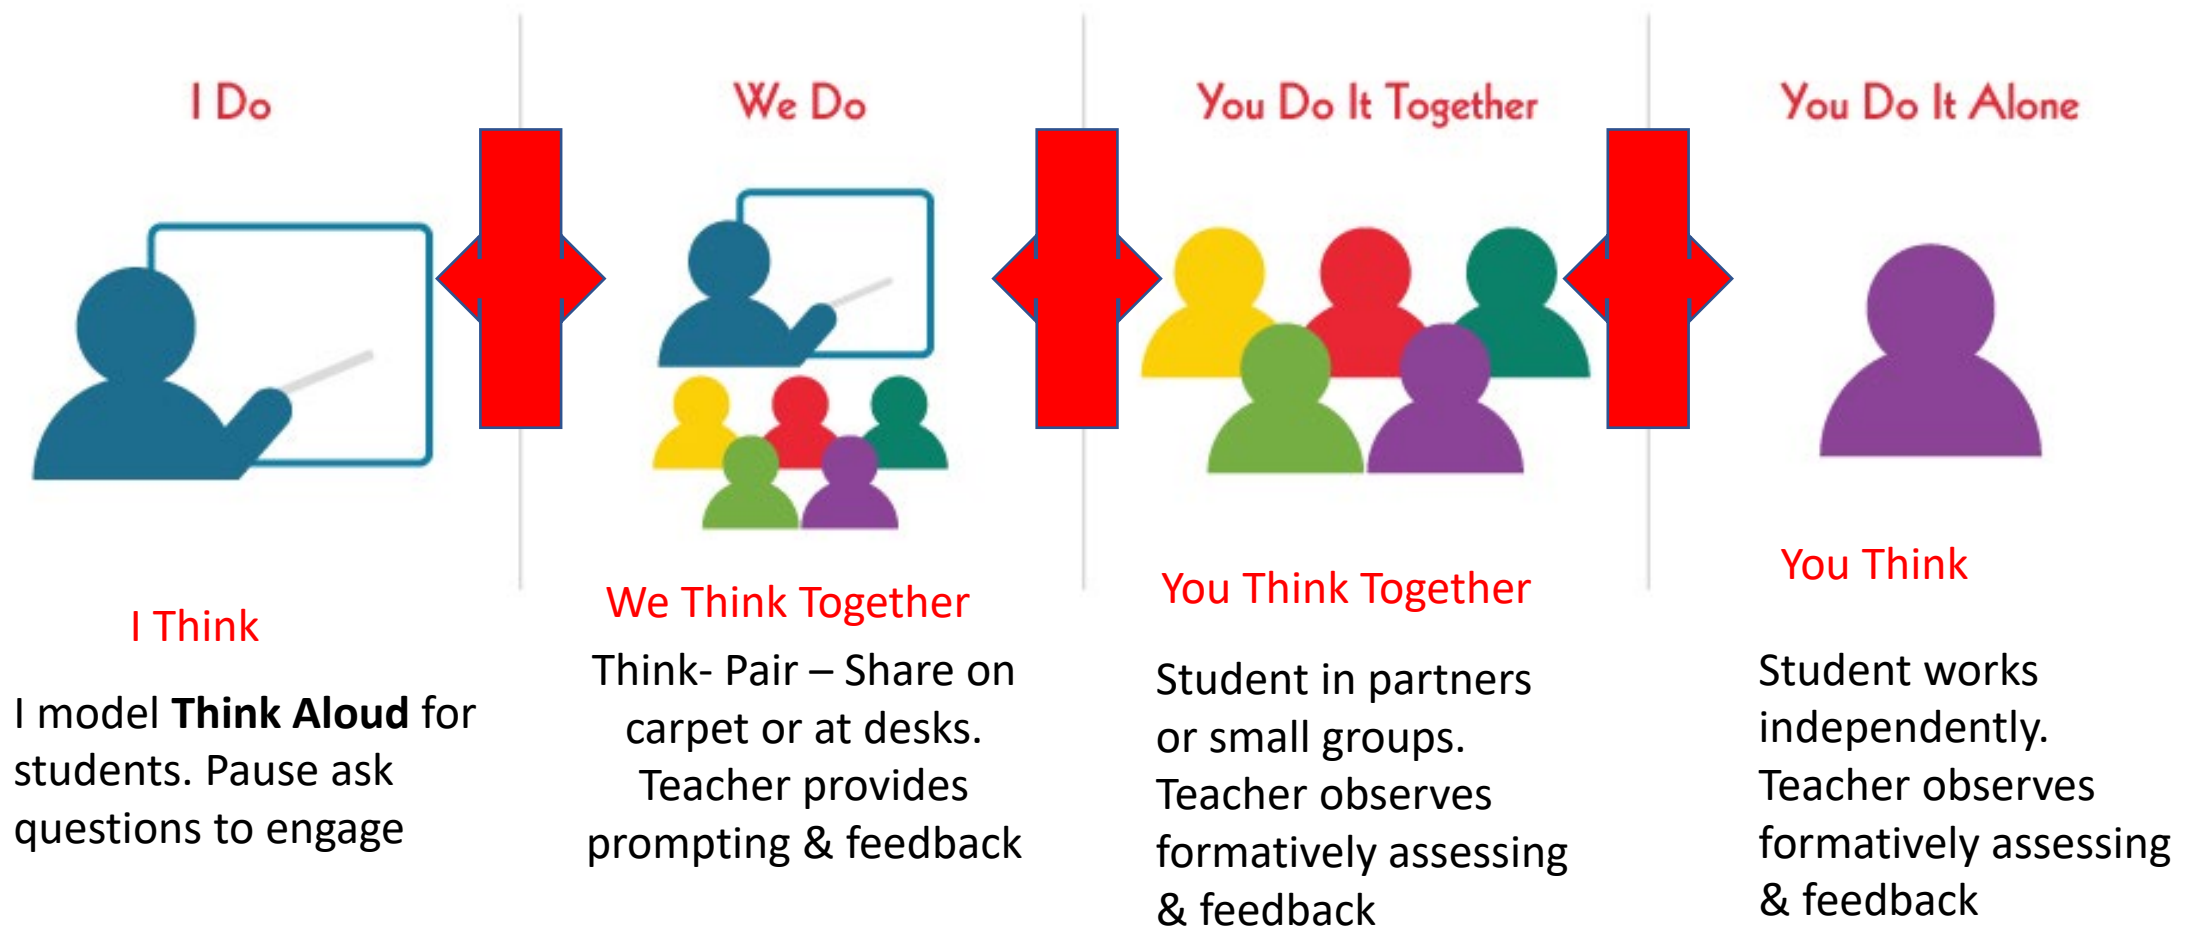 I Do
I Think
I model Think Aloud for
students. Pause ask
questions to engage
We Do
We Think Together
Think- Pair – Share on
carpet or at desks.
Teacher provides
prompting & feedback
You Do It Together
You Think Together
Student in partners
or small groups.
Teacher observes
formatively assessing
& feedback
You Do It Alone
You Think
Student works
independently.
Teacher observes
formatively assessing
& feedback